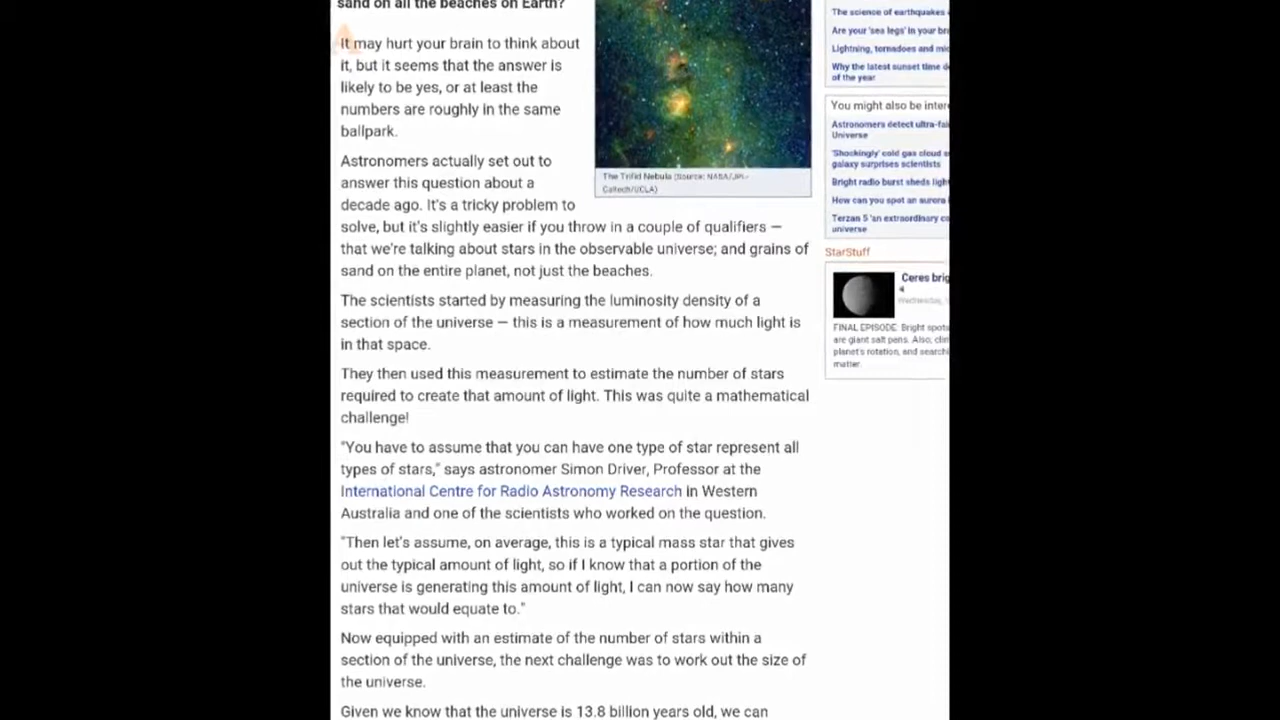 sand on all the beaches on Earth?
A
It may hurt your brain to think about
it, but it seems that the answer is
likely to be yes, or at least the
numbers are roughly in the same
ballpark.
Astronomers actually set out to
answer this question about a
decade ago. It's a tricky problem to
solve, but it's slightly easier if you throw in a couple of qualifiers —
that we're talking about stars in the observable universe; and grains of
sand on the entire planet, not just the beaches.
The scientists started by measuring the luminosity density of a
section of the universe — this is a measurement of how much light is
in that space.
They then used this measurement to estimate the number of stars
required to create that amount of light. This was quite a mathematical
challenge!
"You have to assume that you can have one type of star represent all
types of stars," says astronomer Simon Driver, Professor at the
International Centre for Radio Astronomy Research in Western
Australia and one of the scientists who worked on the question.
"Then let's assume, on average, this is a typical mass star that gives
out the typical amount of light, so if I know that a portion of the
universe is generating this amount of light, I can now say how many
stars that would equate to."
Now equipped with an estimate of the number of stars within a
section of the universe, the next challenge was to work out the size of
the universe.
Given we know that the universe is 13.8 billion years old, we can
The Trifid Nebula (Source: NASA/JPL-
Caltech/UCLA)
The science of earthquakes
Are your 'sea legs' in your
Lightning, tornadoes and
Why the latest sunset time
of the year
You might also be
Astronomers detect
Universe
'Shockingly' cold gas cloud
galaxy surprises scientists
Bright radio burst sheds
How can you spot an aurora
Terzan 5 'an extraordinary
universe
StarStuff
Ceres
Wednesday,
FINAL EPISODE: Bright spots
are giant salt pens. Also;
planet's rotation, and
matter.